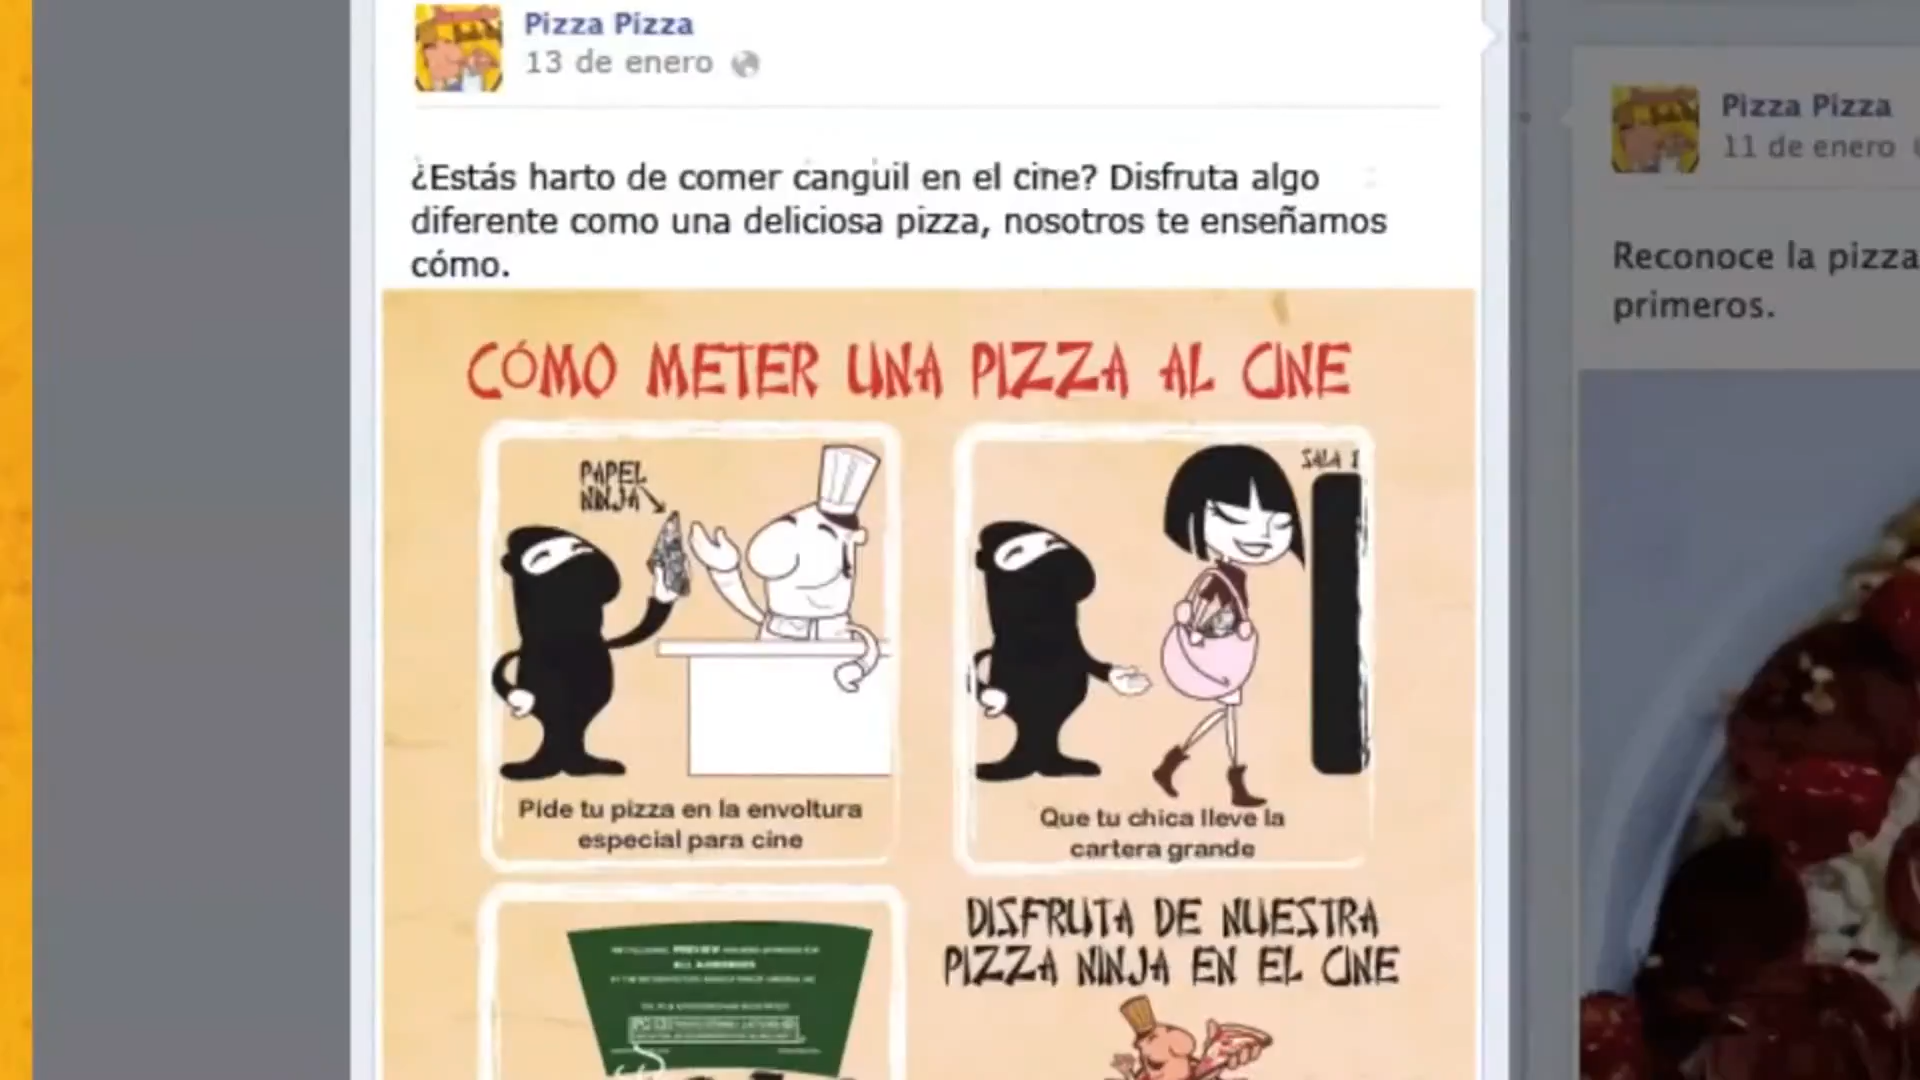 Pizza Pizza
13 de enero
¿Estás harto de comer canguil en el cine? Disfruta algo
diferente como una deliciosa pizza, nosotros te enseñamos
cómo.
CÓMO METER UNA PIZZA AL CINE
PAPEL
NINJA
Pide tu pizza en la envoltura
especial para cine
SALA 1
Que tu chica lleve la
cartera grande
PREVIEW
ALL AUDIENCES
DISFRUTA DE NUESTRA
PIZZA NINJA EN EL CINE
Pizza Pizza
11 de enero
Reconoce la pizza
primeros.